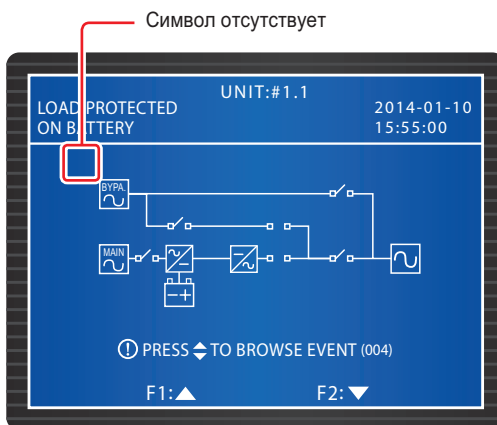 Символ отсутствует
UNIT:#1.1
LOAD PROTECTED
ON BATTERY
2014-01-10
15:55:00
BYPA.
MAIN
! PRESS TO BROWSE EVENT (004)
F1: F2: